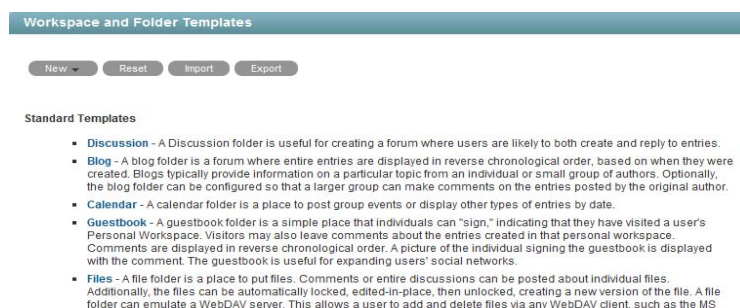 Workspace and Folder Templates
New Reset Import Export
Standard Templates
▪ Discussion - A Discussion folder is useful for creating a forum where users are likely to both create and reply to entries.
▪ Blog - A blog folder is a forum where entire entries are displayed in reverse chronological order, based on when they were
created. Blogs typically provide information on a particular topic from an individual or small group of authors. Optionally,
the blog folder can be configured so that a larger group can make comments on the entries posted by the original author.
▪ Calendar - A calendar folder is a place to post group events or display other types of entries by date.
▪ Guestbook - A guestbook folder is a simple place that individuals can "sign," indicating that they have visited a user's
Personal Workspace. Visitors may also leave comments about the entries created in that personal workspace.
Comments are displayed in reverse chronological order. A picture of the individual signing the guestbook is displayed
with the comment. The guestbook is useful for expanding users' social networks.
▪ Files - A file folder is a place to put files. Comments or entire discussions can be posted about individual files.
Additionally, the files can be automatically locked, edited-in-place, then unlocked, creating a new version of the file. A file
folder can emulate a WebDAV server. This allows a user to add and delete files via any WebDAV client, such as the MS